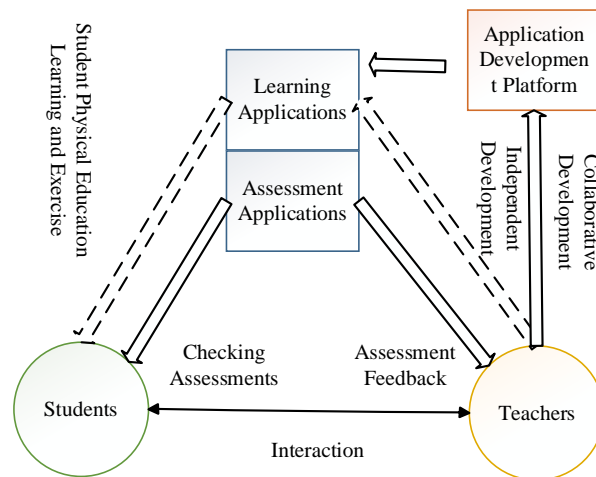 Student Physical Education
Learning and Exercise
Learning
Applications
Assessment
Applications
Application
Developmen
t Platform
Independent
Development
Collaborative
Development
Checking
Assessments
Assessment
Feedback
Students
Interaction
Teachers